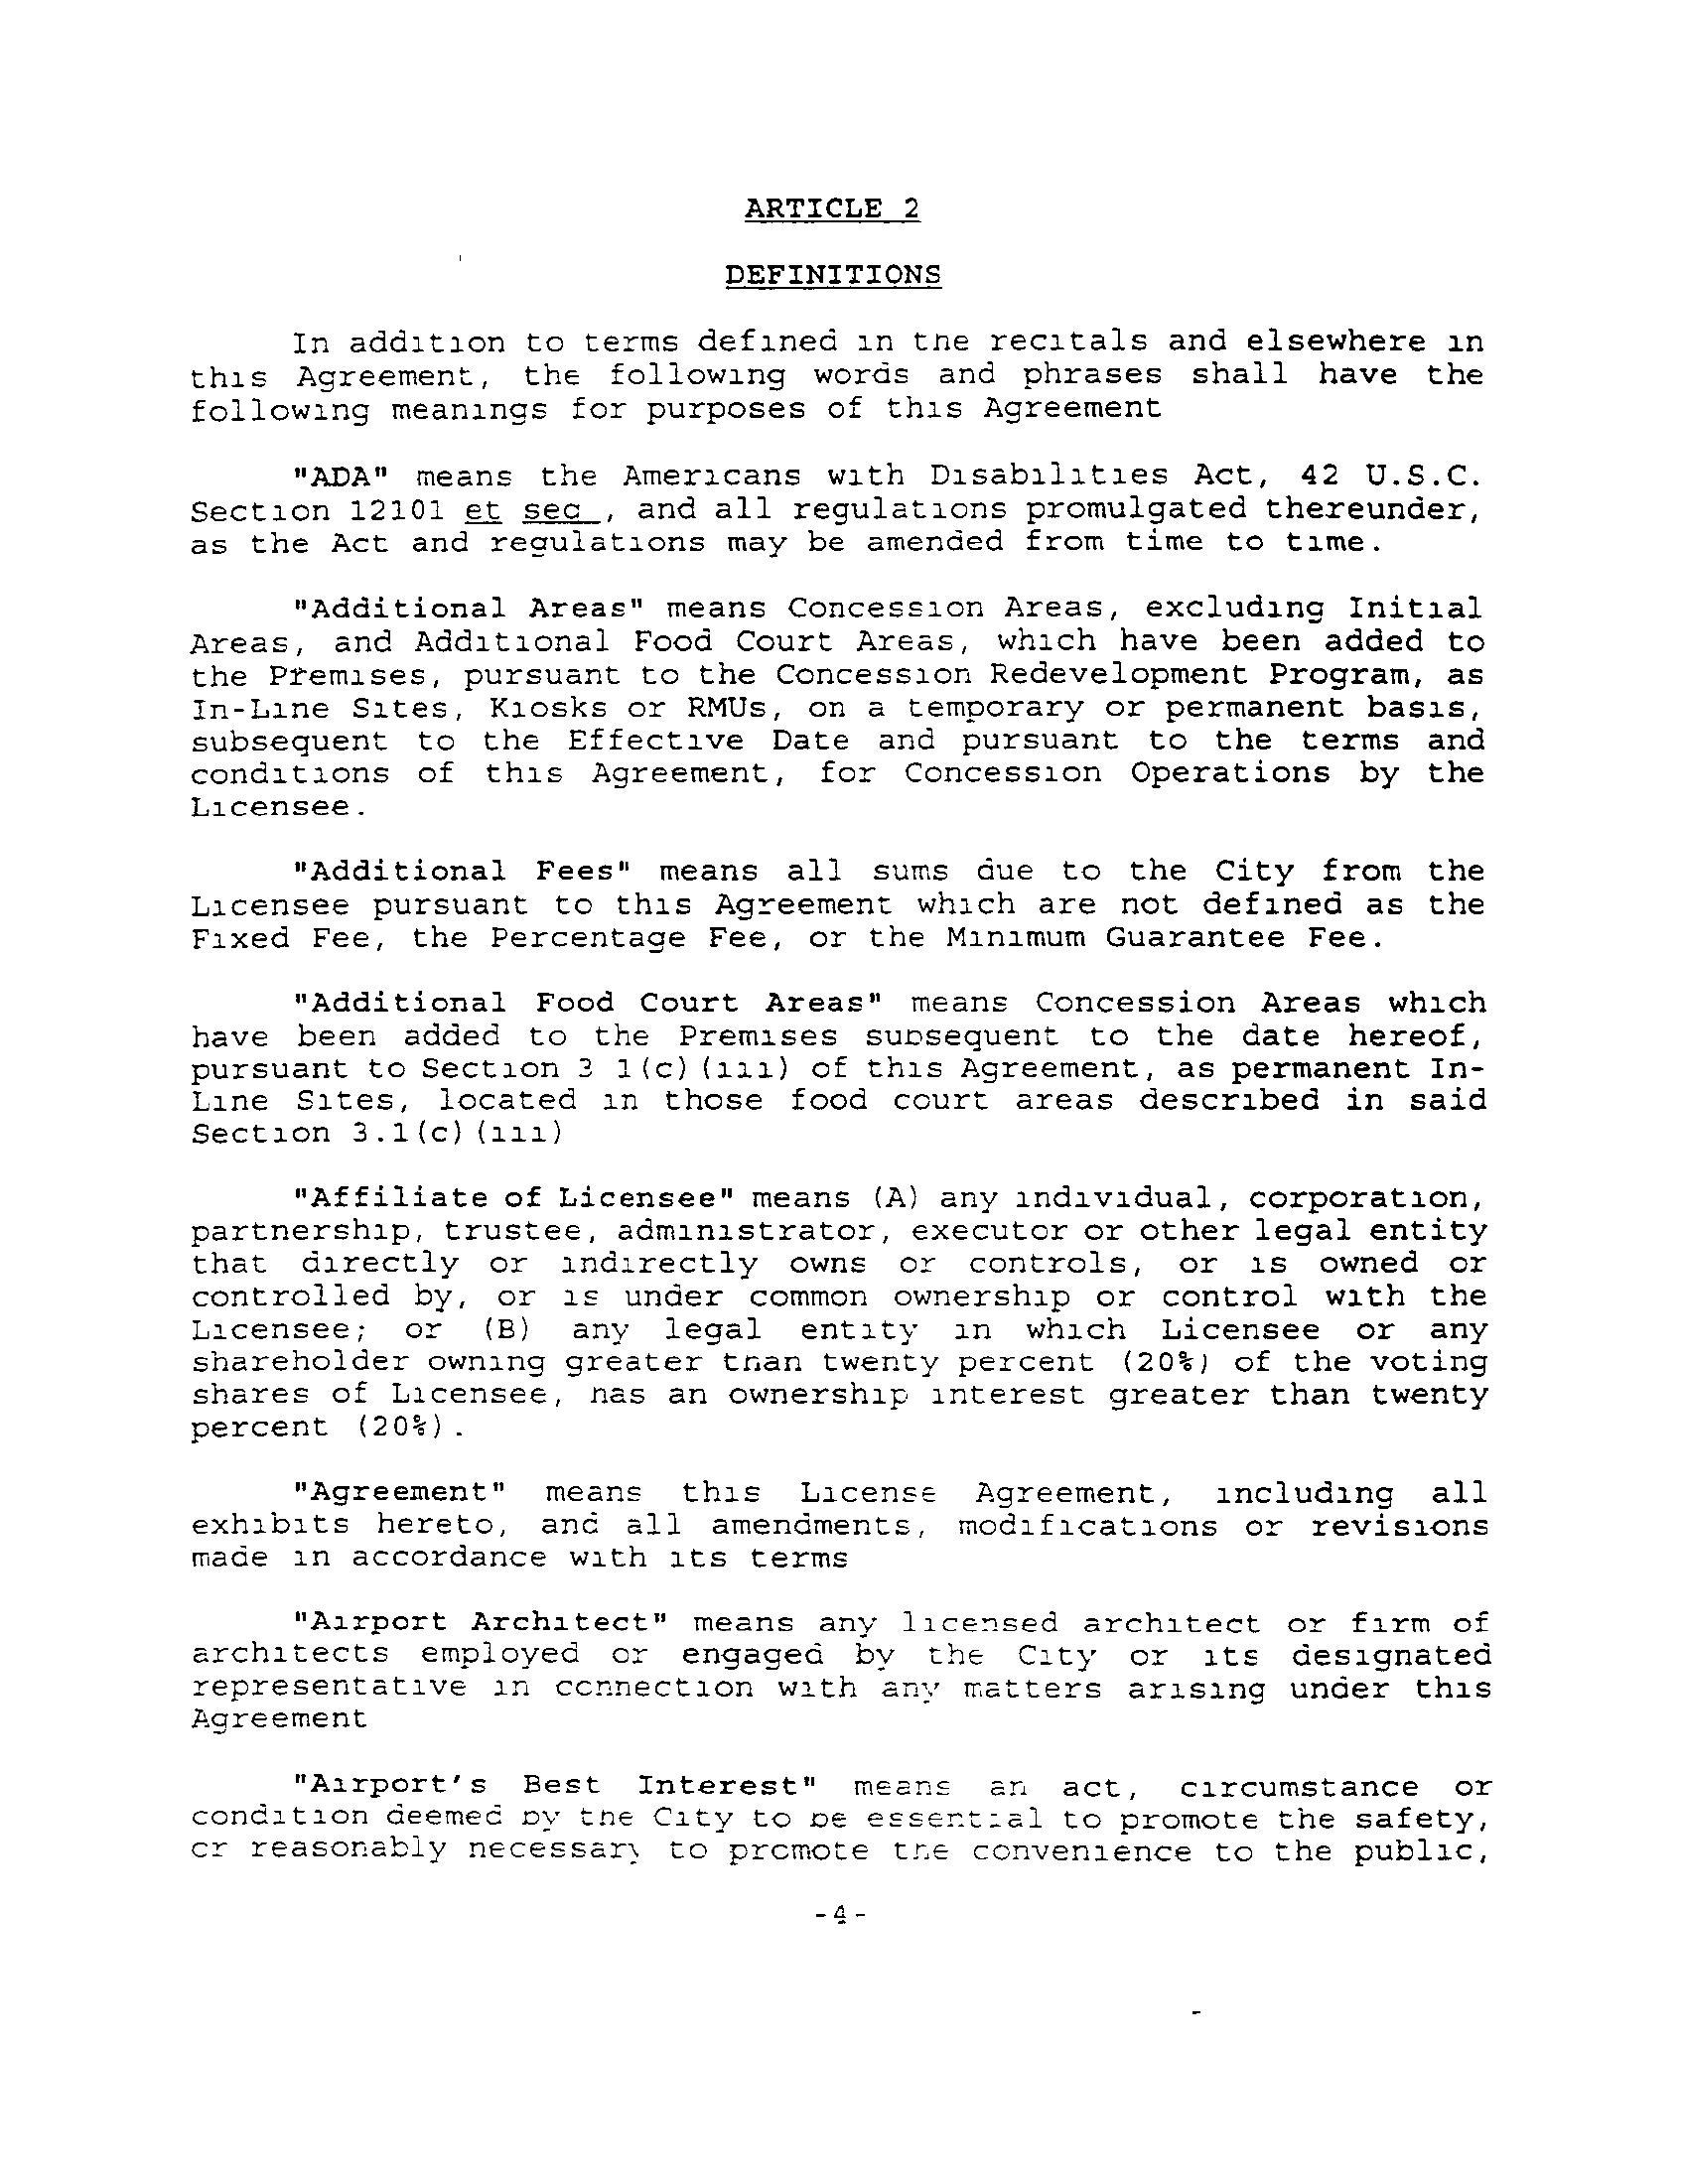 ARTICLE 2
DEFINITIONS
In addition to terms defined in the recitals and elsewhere in
this Agreement, the following words and phrases shall have the
following meanings for purposes of this Agreement
"ADA" means the Americans with Disabilities Act, 42 U.S.C.
Section 12101 et seq , and all regulations promulgated thereunder,
as the Act and regulations may be amended from time to time.
"Additional Areas" means Concession Areas, excluding Initial
Areas, and Additional Food Court Areas, which have been added to
the Premises, pursuant to the Concession Redevelopment Program, as
In-Line Sites, Kiosks or RMUs, on a temporary or permanent basis,
subsequent to the Effective Date and pursuant to the terms and
conditions of this Agreement, for Concession Operations by the
Licensee.
"Additional Fees" means all sums due to the City from the
Licensee pursuant to this Agreement which are not defined as the
Fixed Fee, the Percentage Fee, or the Minimum Guarantee Fee.
"Additional Food Court Areas" means Concession Areas which
have been added to the Premises subsequent to the date hereof,
pursuant to Section 3 1(c)(iii) of this Agreement, as permanent In-
Line Sites, located in those food court areas described in said
Section 3.1(c)(iii)
"Affiliate of Licensee" means (A) any individual, corporation,
partnership, trustee, administrator, executor or other legal entity
that directly or indirectly owns or controls, or is owned or
controlled by, or is under common ownership or control with the
Licensee; or (B) any legal entity in which Licensee or any
shareholder owning greater than twenty percent (20%) of the voting
shares of Licensee, has an ownership interest greater than twenty
percent (20%).
"Agreement" means this License Agreement, including all
exhibits hereto, and all amendments, modifications or revisions
made in accordance with its terms
"Airport Architect" means any licensed architect or firm of
architects employed or engaged by the City or its designated
representative in connection with any matters arising under this
Agreement
"Airport's Best Interest" means an act, circumstance or
condition deemed by the City to be essential to promote the safety,
or reasonably necessary to promote the convenience to the public,
-4-